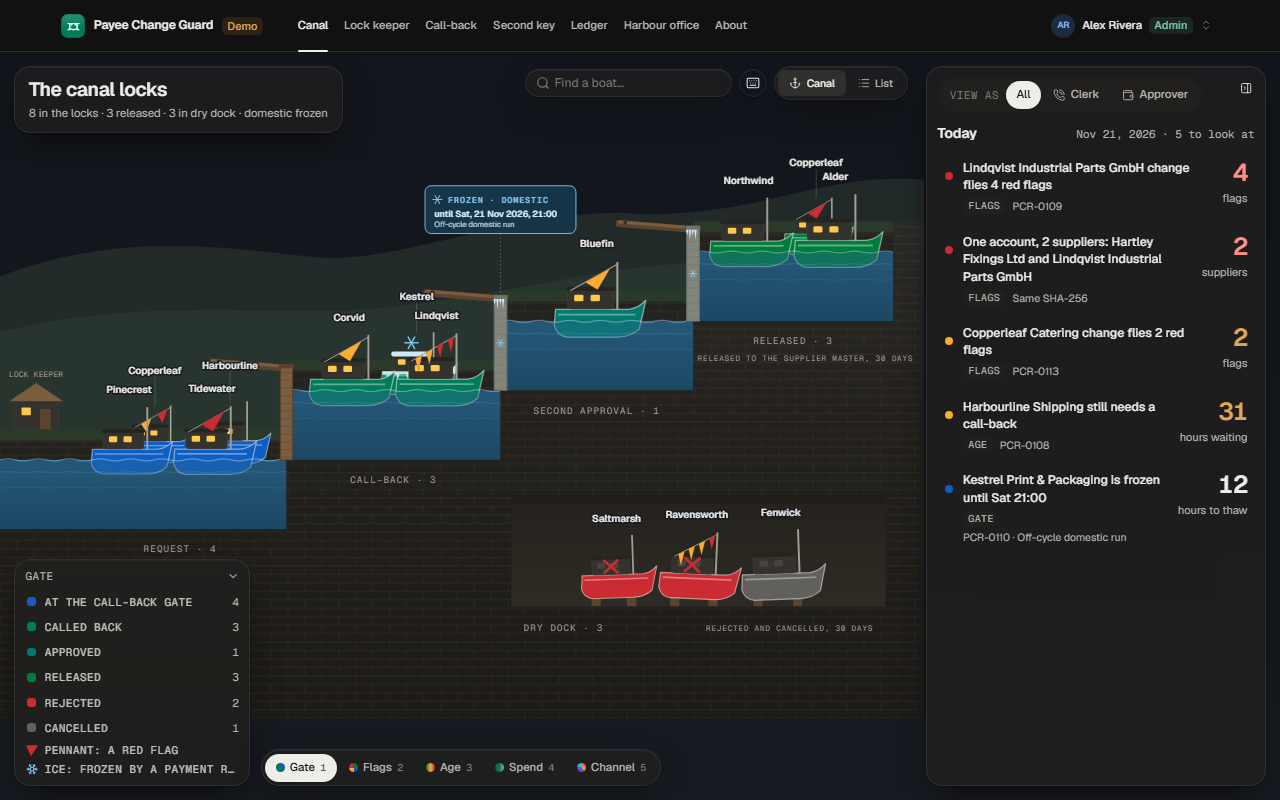 Payee Change Guard Demo
Canal Lock keeper Call-back Second key Ledger Harbour office About
AR Alex Rivera Admin
The canal locks
8 in the locks · 3 released · 3 in dry dock · domestic frozen
Find a boat...
Canal List
VIEW AS All Clerk Approver
Today
Nov 21, 2026 · 5 to look at
Lindqvist Industrial Parts GmbH change
flies 4 red flags
FLAGS PCR-0109
4
flags
One account, 2 suppliers: Hartley
Fixings Ltd and Lindqvist Industrial
Parts GmbH
FLAGS Same SHA-256
2
suppliers
Copperleaf Catering change flies 2 red
flags
FLAGS PCR-0113
2
flags
Harbourline Shipping still needs a
call-back
AGE PCR-0108
31
hours waiting
Kestrel Print & Packaging is frozen
until Sat 21:00
GATE
PCR-0110 · Off-cycle domestic run
12
hours to thaw
Copperleaf
Northwind
Alder
FROZEN · DOMESTIC
until Sat, 21 Nov 2026, 21:00
Off-cycle domestic run
Bluefin
Kestrel
Corvid
Lindqvist
RELEASED · 3
RELEASED TO THE SUPPLIER MASTER, 30 DAYS
LOCK KEEPER
Copperleaf
Harbourline
Pinecrest
Tidewater
SECOND APPROVAL · 1
CALL-BACK · 3
REQUEST · 4
Saltmarsh
Ravensworth
Fenwick
DRY DOCK · 3
REJECTED AND CANCELLED, 30 DAYS
GATE
AT THE CALL-BACK GATE 4
CALLED BACK 3
APPROVED 1
RELEASED 3
REJECTED 2
CANCELLED 1
PENNANT: A RED FLAG
ICE: FROZEN BY A PAYMENT R…
Gate 1 Flags 2 Age 3 Spend 4 Channel 5